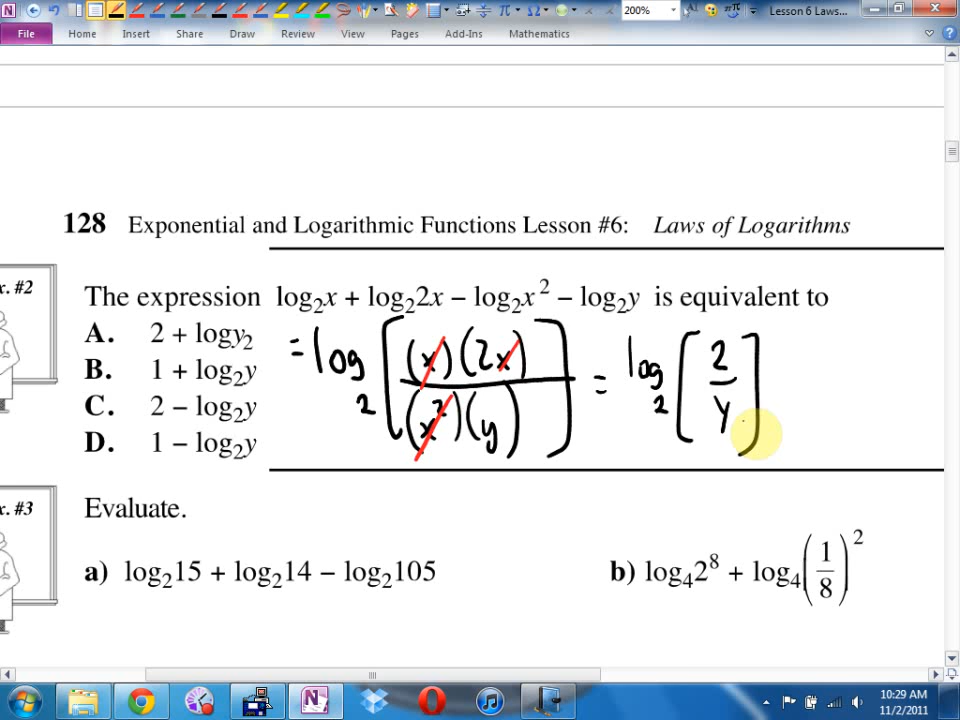 200%
Lesson 6 Laws...
File Home Insert Share Draw Review View Pages Add-Ins Mathematics
128 Exponential and Logarithmic Functions Lesson #6: Laws of Logarithms
x. #2
The expression log₂x + log₂2x − log₂x² − log₂y is equivalent to
A. 2 + logy₂
B. 1 + log₂y
C. 2 − log₂y
D. 1 − log₂y
= log₂ [(x)(2x) / (x²)(y)] = log₂ [2/y]
x. #3
Evaluate.
a) log₂15 + log₂14 − log₂105
b) log₄2⁸ + log₄(1/8)²
10:29 AM
11/2/2011